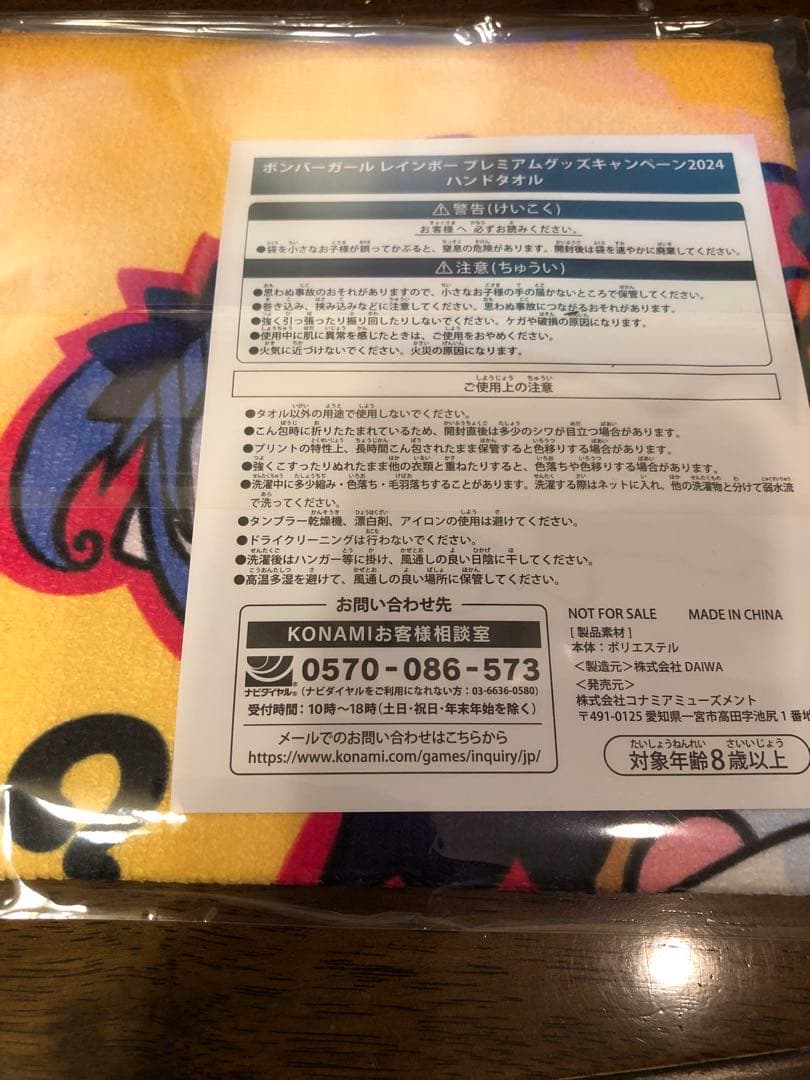 ボンバーガール レインボー プレミアムグッズキャンペーン2024
ハンドタオル
⚠警告(けいこく)
お客様へ 必ずお読みください。
●袋を小さなお子様が誤ってかぶると、窒息の危険があります。開封後は袋を速やかに廃棄してください。
⚠注意(ちゅうい)
●思わぬ事故のおそれがありますので、小さなお子様の手の届かないところで保管してください。
●巻き込み、挟み込みなどに注意してください。思わぬ事故につながるおそれがあります。
●強く引っ張ったり振り回したりしないでください。ケガや破損の原因になります。
●使用中に肌に異常を感じたときは、ご使用をおやめください。
●火気に近づけないでください。火災の原因になります。
ご使用上の注意
●タオル以外の用途で使用しないでください。
●こん包時に折りたたまれているため、開封直後は多少のシワが目立つ場合があります。
●プリントの特性上、長時間こん包されたまま保管すると色移りする場合があります。
●強くこすったりぬれたまま他の衣類と重ねたりすると、色落ちや色移りする場合があります。
●洗濯中に多少縮み・色落ち・毛羽落ちすることがあります。洗濯する際はネットに入れ、他の洗濯物と分けて弱水流
で洗ってください。
●タンブラー乾燥機、漂白剤、アイロンの使用は避けてください。
●ドライクリーニングは行わないでください。
●洗濯後はハンガー等に掛け、風通しの良い日陰に干してください。
●高温多湿を避けて、風通しの良い場所に保管してください。
お問い合わせ先
KONAMIお客様相談室
ナビダイヤル® 0570-086-573
(ナビダイヤルをご利用になれない方：03-6636-0580)
受付時間：10時〜18時(土日・祝日・年末年始を除く)
メールでのお問い合わせはこちらから
https://www.konami.com/games/inquiry/jp/
NOT FOR SALE MADE IN CHINA
[製品素材]
本体：ポリエステル
＜製造元＞株式会社 DAIWA
＜発売元＞
株式会社コナミアミューズメント
〒491-0125 愛知県一宮市高田字池尻1番地
対象年齢8歳以上